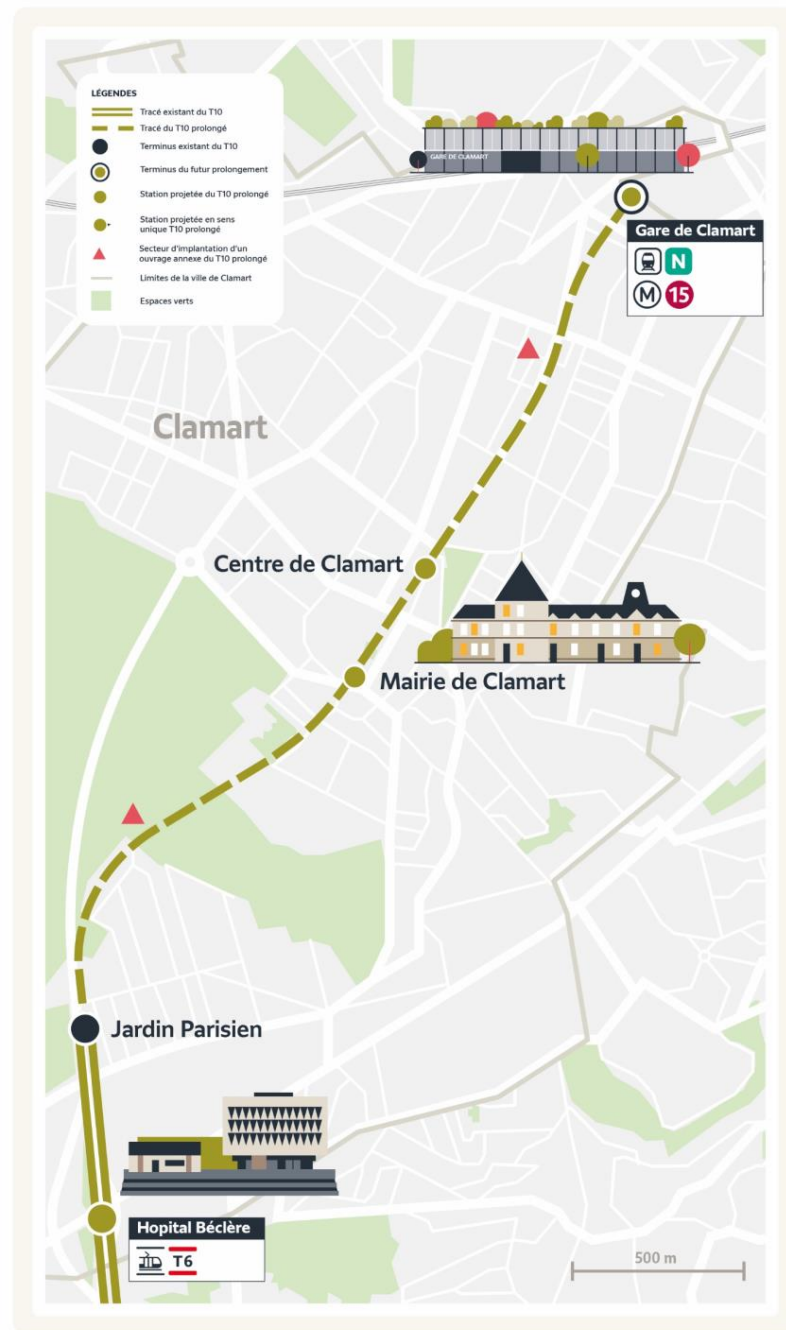 LÉGENDES
Tracé existant du T10
Tracé du T10 prolongé
Terminus existant du T10
Terminus du futur prolongement
Station projetée du T10 prolongé
Station projetée en sens
unique T10 prolongé
Secteur d'implantation d'un
ouvrage annexe du T10 prolongé
Limites de la ville de Clamart
Espaces verts
GARE DE CLAMART
Gare de Clamart
N
M 15
Clamart
Centre de Clamart
Mairie de Clamart
Jardin Parisien
Hopital Béclère
T6
500 m